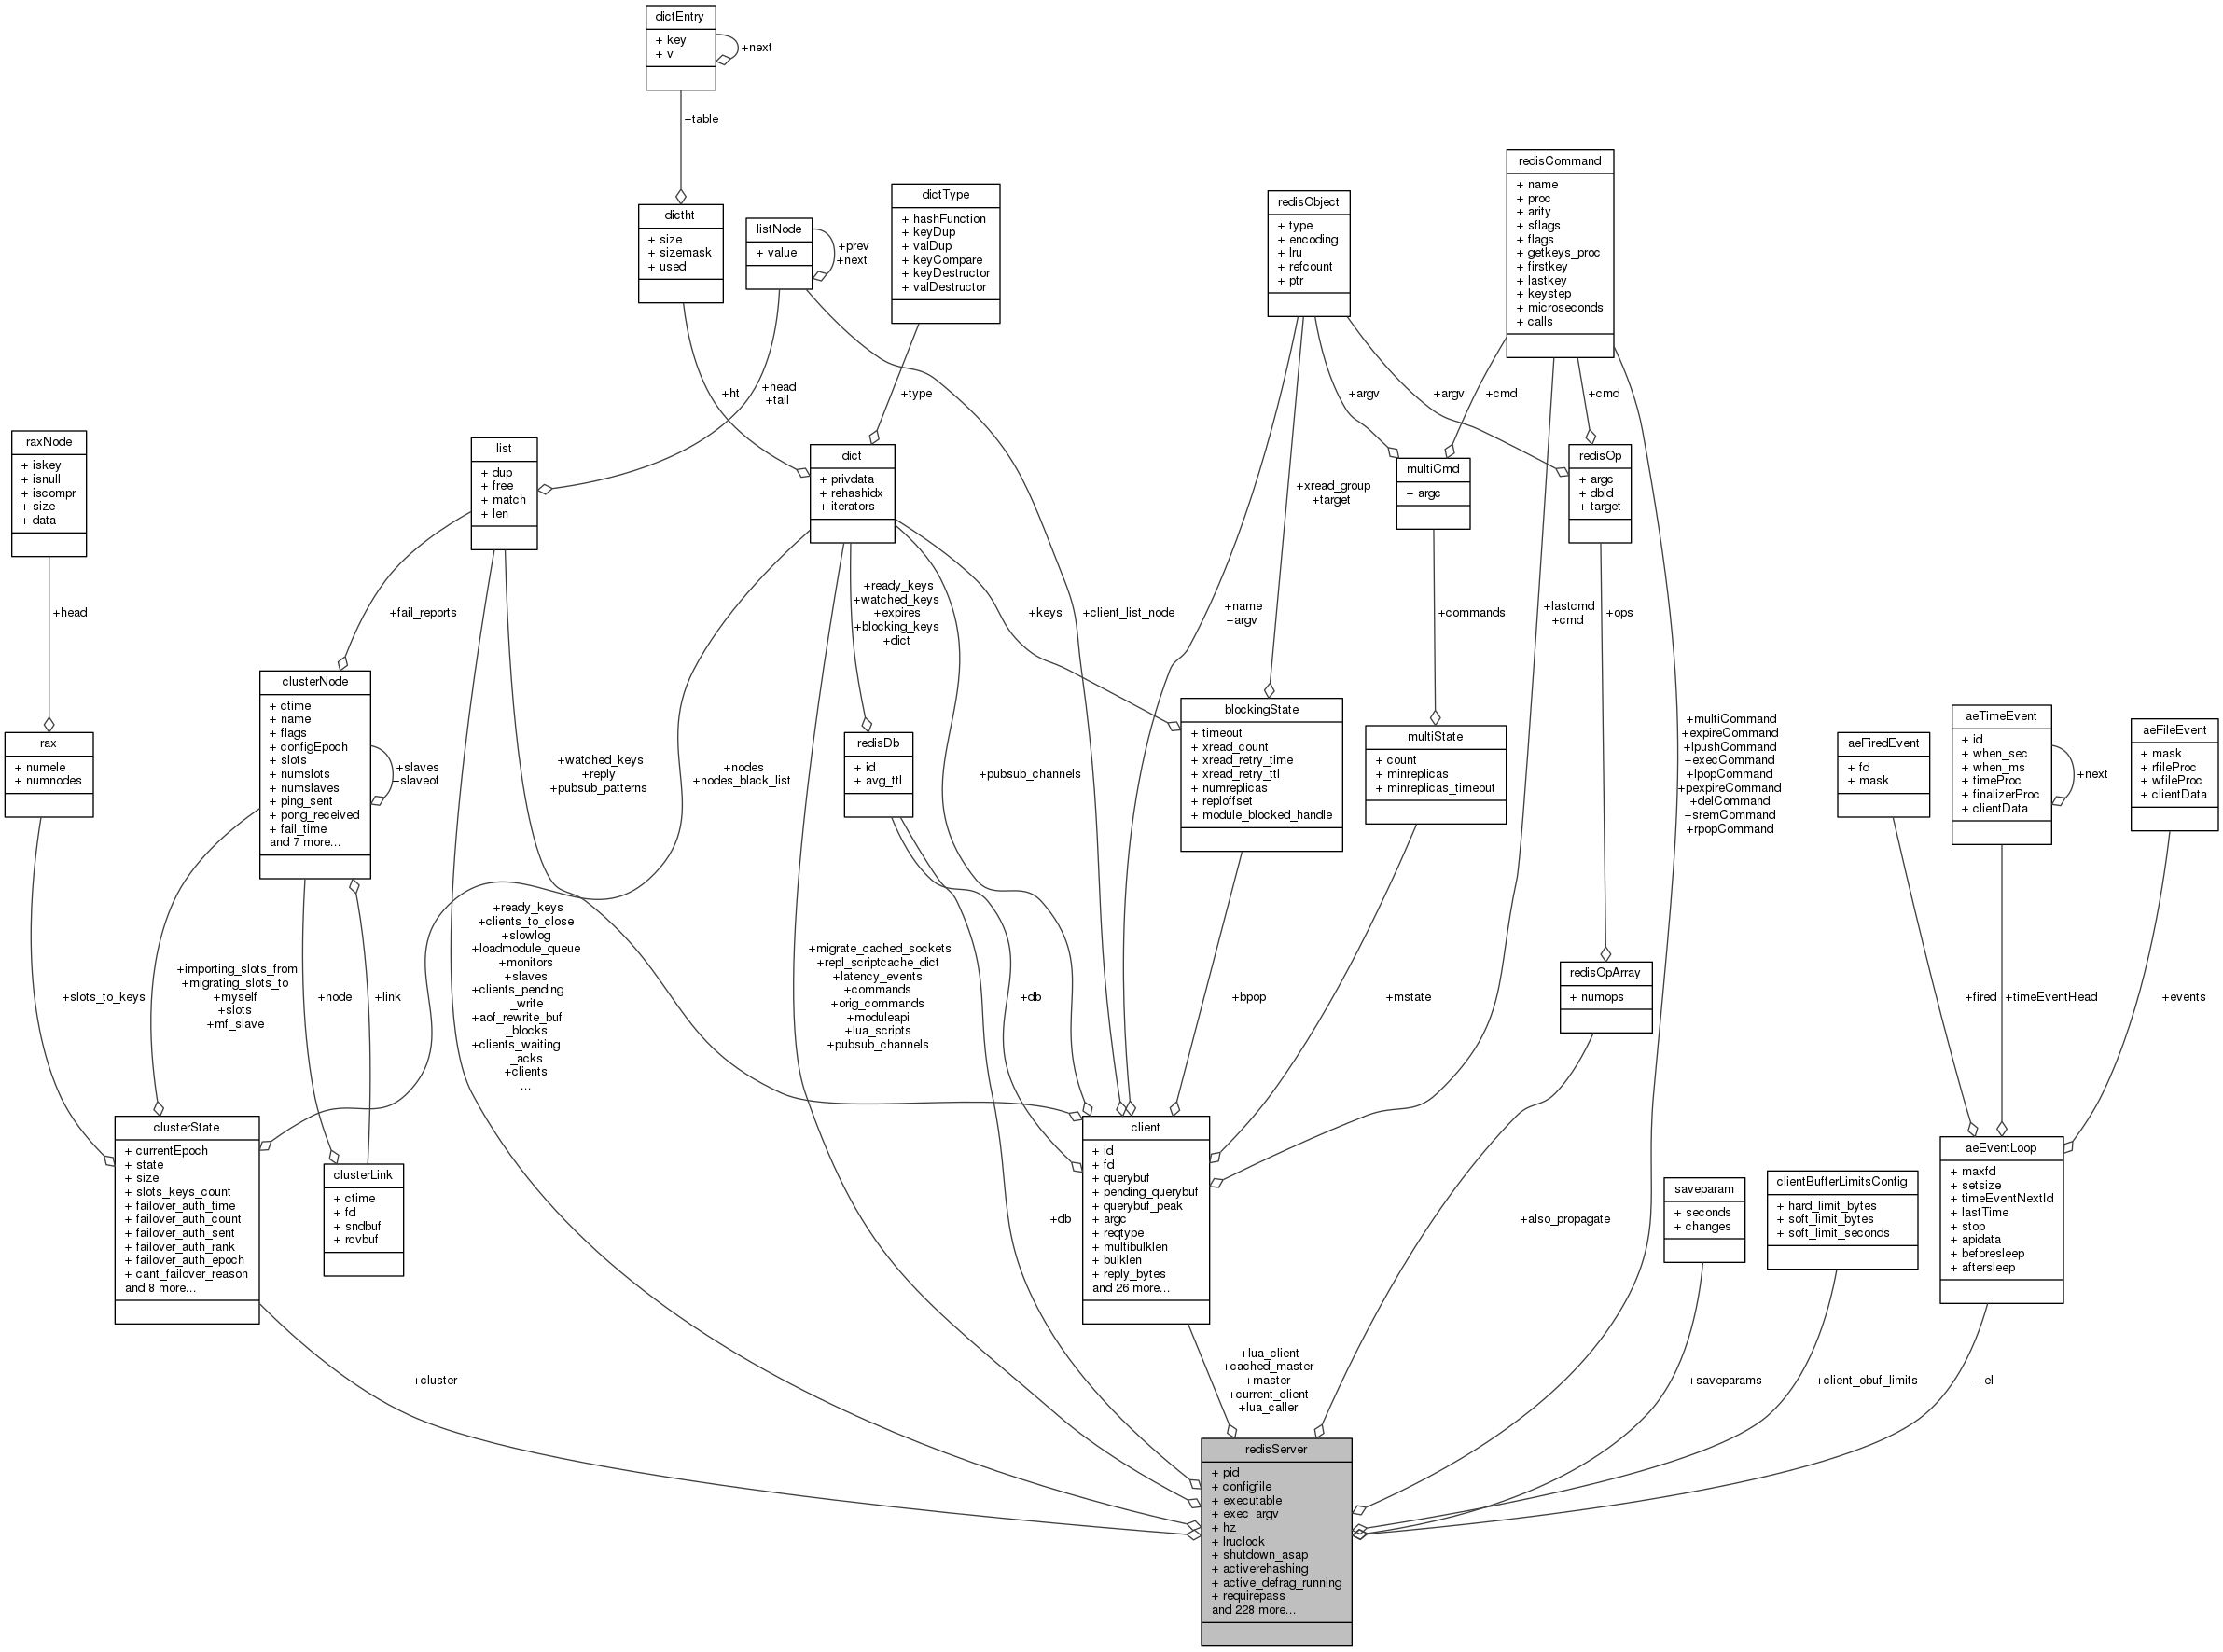 dictEntry
+ key
+ v
+next
+table
redisCommand
+ name
+ proc
+ arity
+ sflags
+ flags
+ getkeys_proc
+ firstkey
+ lastkey
+ keystep
+ microseconds
+ calls
dictType
+ hashFunction
+ keyDup
+ valDup
+ keyCompare
+ keyDestructor
+ valDestructor
redisObject
+ type
+ encoding
+ lru
+ refcount
+ ptr
dictht
+ size
+ sizemask
+ used
listNode
+ value
+prev
+next
+ht
+head
+tail
+type
+argv
+argv
+cmd
+cmd
raxNode
+ iskey
+ isnull
+ iscompr
+ size
+ data
list
+ dup
+ free
+ match
+ len
dict
+ privdata
+ rehashidx
+ iterators
+xread_group
+target
multiCmd
+ argc
redisOp
+ argc
+ dbid
+ target
+head
+fail_reports
+ready_keys
+watched_keys
+expires
+blocking_keys
+dict
+keys
+client_list_node
+name
+argv
+commands
+lastcmd
+cmd
+ops
clusterNode
+ ctime
+ name
+ flags
+ configEpoch
+ slots
+ numslots
+ numslaves
+ ping_sent
+ pong_received
+ fail_time
and 7 more...
+slaves
+slaveof
rax
+ numele
+ numnodes
+watched_keys
+reply
+pubsub_patterns
+nodes
+nodes_black_list
redisDb
+ id
+ avg_ttl
+pubsub_channels
blockingState
+ timeout
+ xread_count
+ xread_retry_time
+ xread_retry_ttl
+ numreplicas
+ reploffset
+ module_blocked_handle
multiState
+ count
+ minreplicas
+ minreplicas_timeout
+multiCommand
+expireCommand
+lpushCommand
+execCommand
+lpopCommand
+pexpireCommand
+delCommand
+sremCommand
+rpopCommand
aeFiredEvent
+ fd
+ mask
aeTimeEvent
+ id
+ when_sec
+ when_ms
+ timeProc
+ finalizerProc
+ clientData
+next
aeFileEvent
+ mask
+ rfileProc
+ wfileProc
+ clientData
+slots_to_keys
+importing_slots_from
+migrating_slots_to
+myself
+slots
+mf_slave
+node
+link
+ready_keys
+clients_to_close
+slowlog
+loadmodule_queue
+monitors
+slaves
+clients_pending
_write
+aof_rewrite_buf
_blocks
+clients_waiting
_acks
+clients
...
+migrate_cached_sockets
+repl_scriptcache_dict
+latency_events
+commands
+orig_commands
+moduleapi
+lua_scripts
+pubsub_channels
+db
+bpop
+mstate
redisOpArray
+ numops
+fired
+timeEventHead
+events
clusterState
+ currentEpoch
+ state
+ size
+ slots_keys_count
+ failover_auth_time
+ failover_auth_count
+ failover_auth_sent
+ failover_auth_rank
+ failover_auth_epoch
+ cant_failover_reason
and 8 more...
clusterLink
+ ctime
+ fd
+ sndbuf
+ rcvbuf
+db
client
+ id
+ fd
+ querybuf
+ pending_querybuf
+ querybuf_peak
+ argc
+ reqtype
+ multibulklen
+ bulklen
+ reply_bytes
and 26 more...
+also_propagate
saveparam
+ seconds
+ changes
clientBufferLimitsConfig
+ hard_limit_bytes
+ soft_limit_bytes
+ soft_limit_seconds
aeEventLoop
+ maxfd
+ setsize
+ timeEventNextId
+ lastTime
+ stop
+ apidata
+ beforesleep
+ aftersleep
+cluster
+lua_client
+cached_master
+master
+current_client
+lua_caller
+saveparams
+client_obuf_limits
+el
redisServer
+ pid
+ configfile
+ executable
+ exec_argv
+ hz
+ lruclock
+ shutdown_asap
+ activerehashing
+ active_defrag_running
+ requirepass
and 228 more...